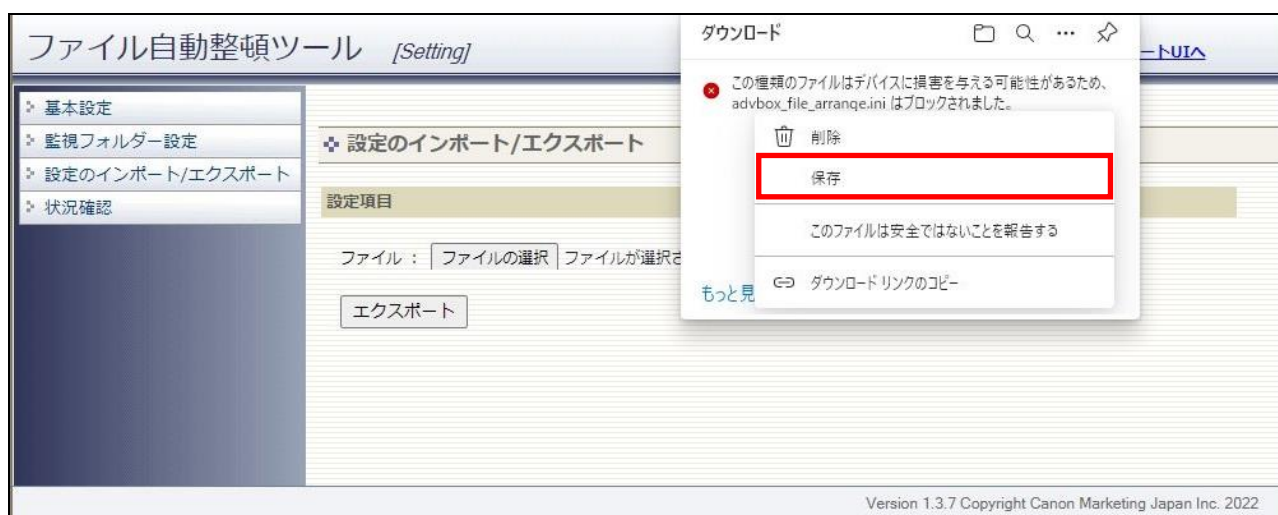 ファイル自動整頓ツール [Setting]
ートUIへ
基本設定
監視フォルダー設定
設定のインポート/エクスポート
状況確認
設定のインポート/エクスポート
設定項目
ファイル : ファイルの選択 ファイルが選択さ
エクスポート
ダウンロード
この種類のファイルはデバイスに損害を与える可能性があるため、
advbox_file_arrange.ini はブロックされました。
削除
保存
このファイルは安全ではないことを報告する
ダウンロード リンクのコピー
もっと見
Version 1.3.7 Copyright Canon Marketing Japan Inc. 2022